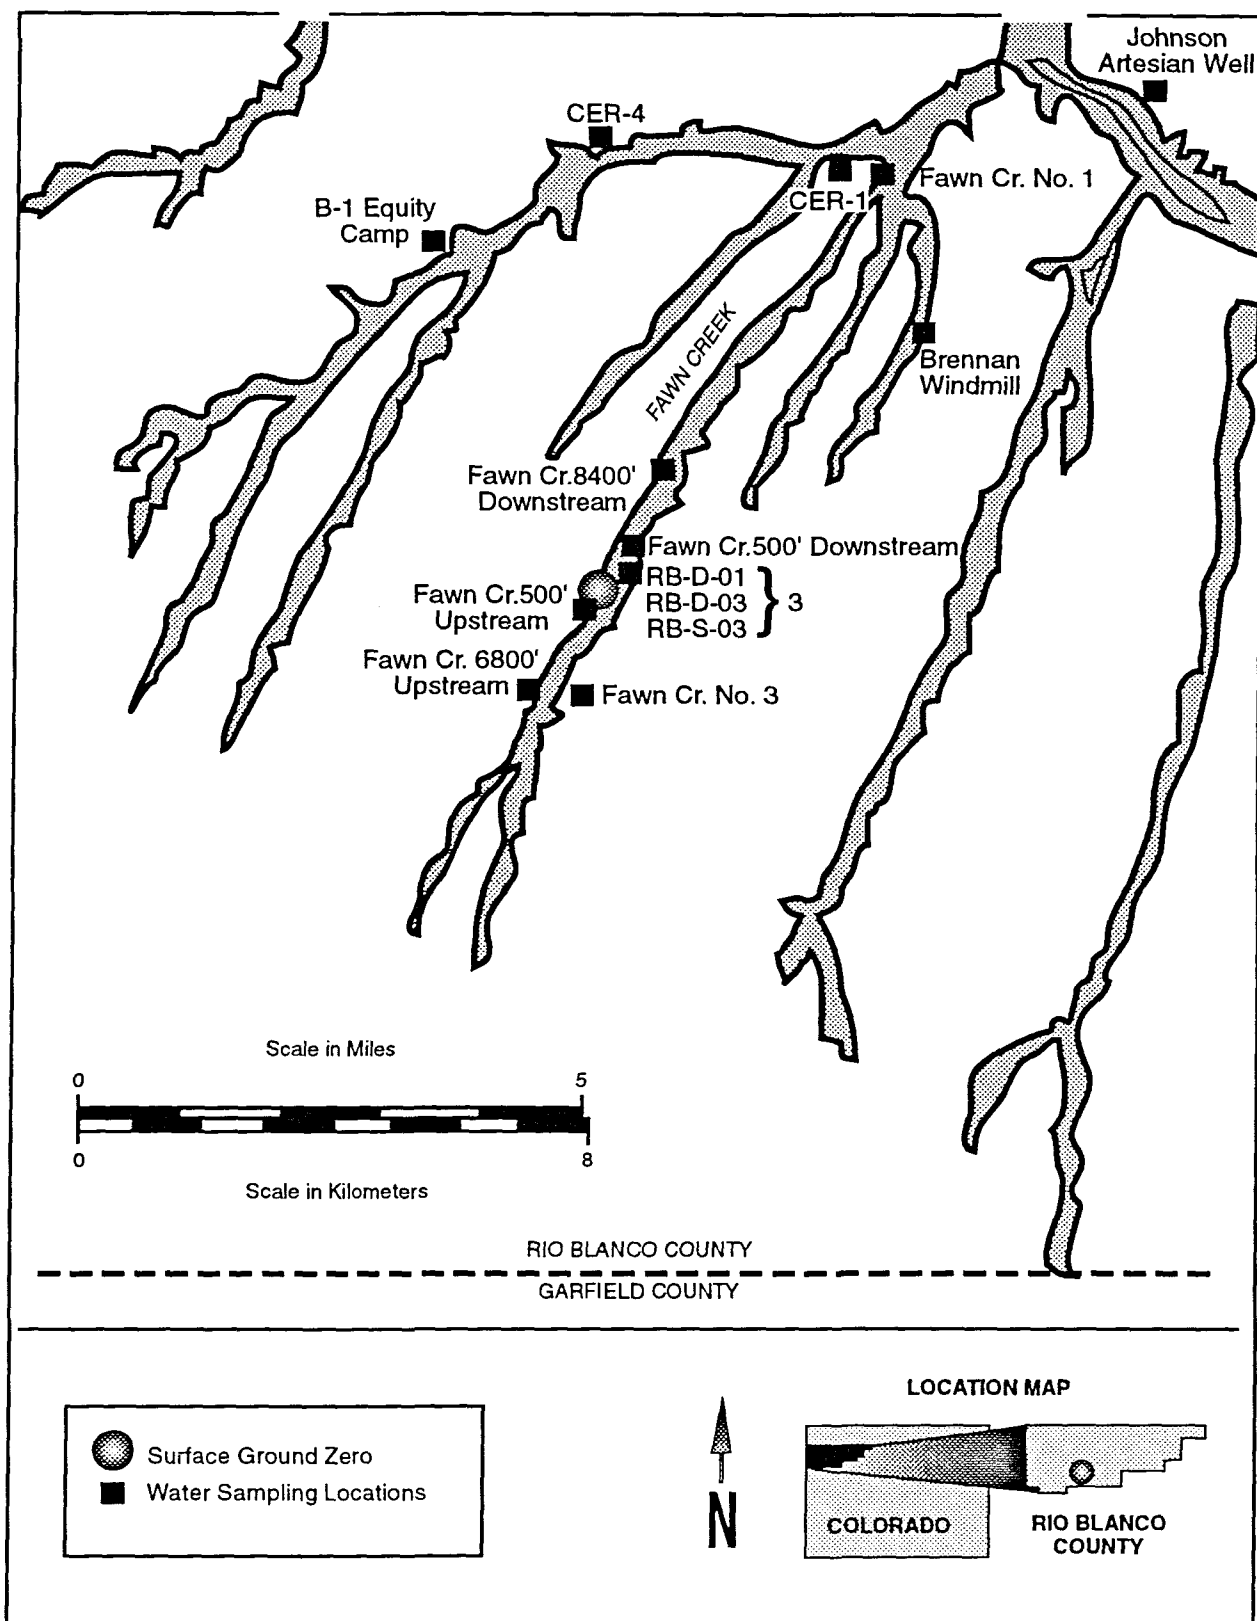 Johnson
Artesian Well
CER-4
Fawn Cr. No. 1
CER-1
B-1 Equity
Camp
FAWN CREEK
Brennan
Windmill
Fawn Cr.8400'
Downstream
Fawn Cr.500' Downstream
RB-D-01
RB-D-03 } 3
RB-S-03
Fawn Cr.500'
Upstream
Fawn Cr. 6800'
Upstream
Fawn Cr. No. 3
Scale in Miles
0 5
0 8
Scale in Kilometers
RIO BLANCO COUNTY
GARFIELD COUNTY
LOCATION MAP
Surface Ground Zero
Water Sampling Locations
N
COLORADO
RIO BLANCO
COUNTY